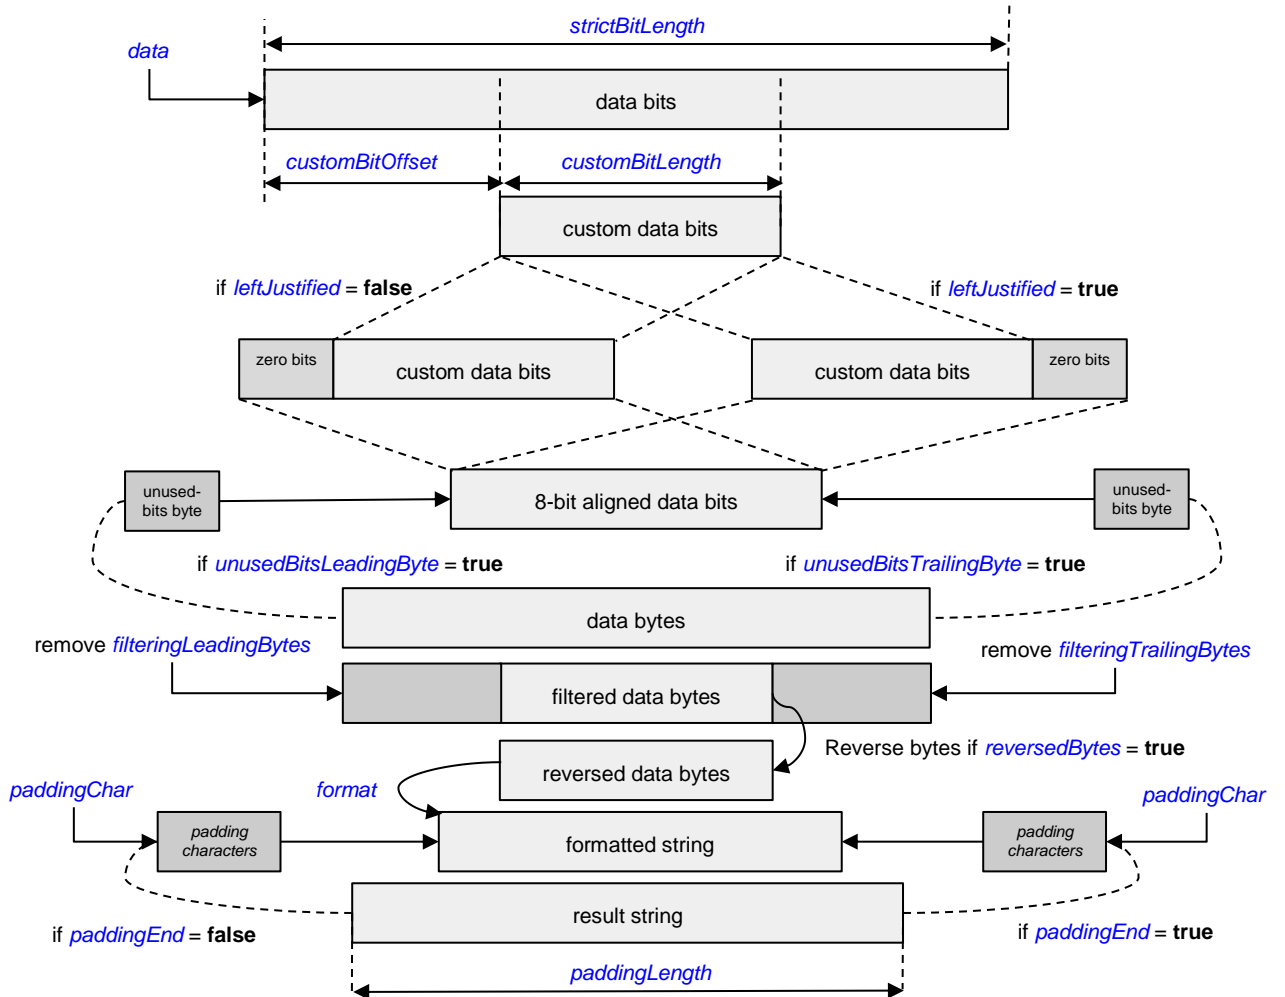 strictBitLength
data
data bits
customBitOffset
customBitLength
custom data bits
if leftJustified = false
if leftJustified = true
zero bits
custom data bits
custom data bits
zero bits
unused-
bits byte
8-bit aligned data bits
unused-
bits byte
if unusedBitsLeadingByte = true
if unusedBitsTrailingByte = true
data bytes
remove filteringLeadingBytes
remove filteringTrailingBytes
filtered data bytes
Reverse bytes if reversedBytes = true
reversed data bytes
paddingChar
format
paddingChar
padding
characters
formatted string
padding
characters
result string
if paddingEnd = false
if paddingEnd = true
paddingLength